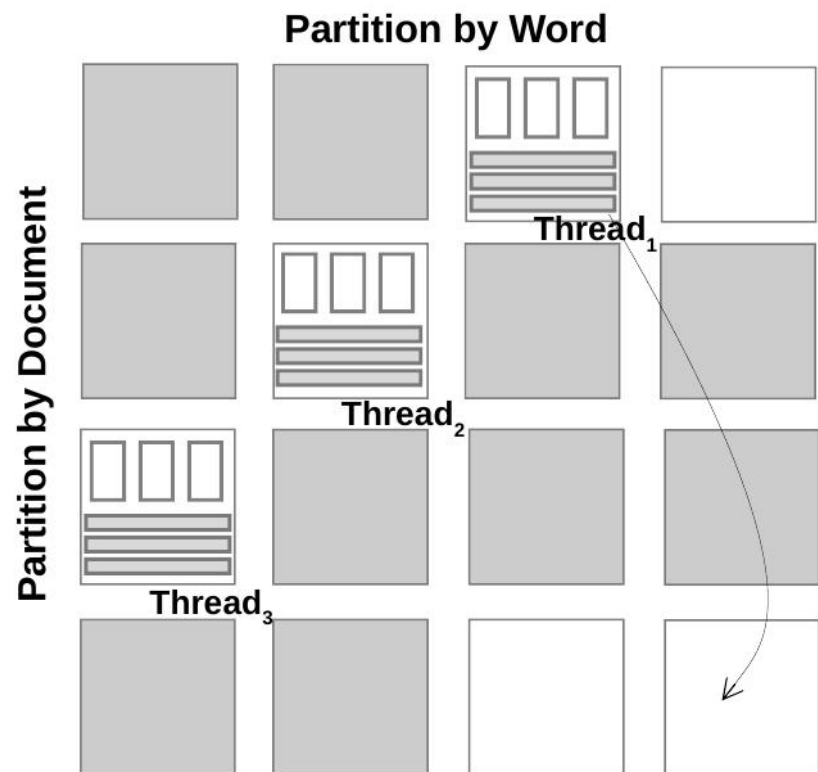 Partition by Word
Partition by Document
Thread1
Thread2
Thread3